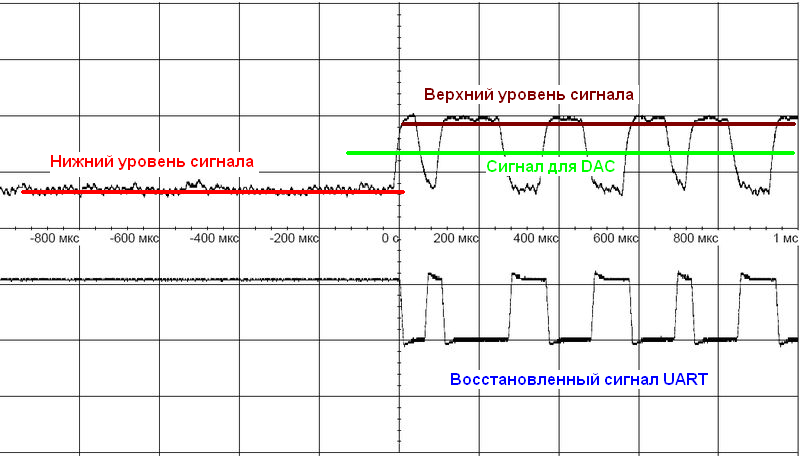 Верхний уровень сигнала
Нижний уровень сигнала
Сигнал для DAC
-800 мкс -600 мкс -400 мкс -200 мкс 0 с 200 мкс 400 мкс 600 мкс 800 мкс 1 мс
Восстановленный сигнал UART